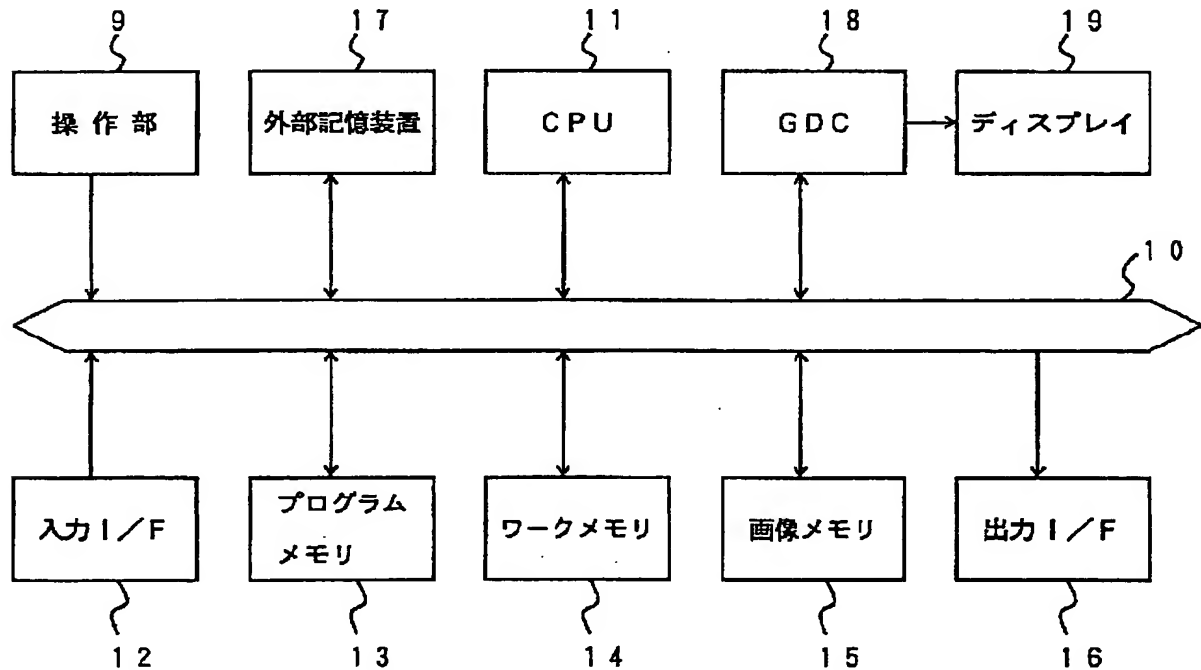 9
17
11
18
19
操作部
外部記憶装置
CPU
GDC
ディスプレイ
10
入力I/F
プログラム
メモリ
ワークメモリ
画像メモリ
出力I/F
12
13
14
15
16